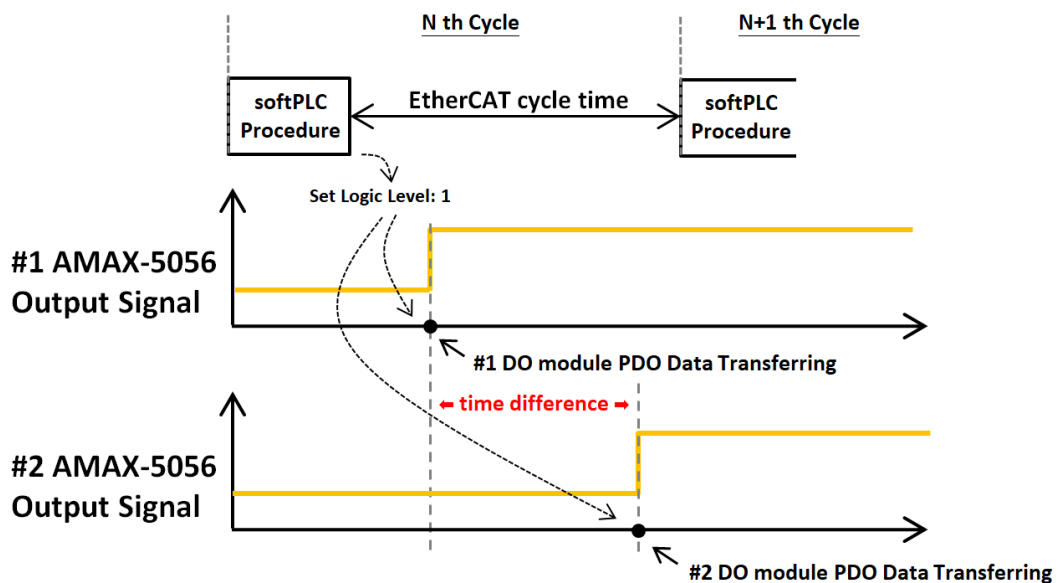 N th Cycle
N+1 th Cycle
softPLC
Procedure
EtherCAT cycle time
softPLC
Procedure
Set Logic Level: 1
#1 AMAX-5056
Output Signal
#1 DO module PDO Data Transferring
time difference
#2 AMAX-5056
Output Signal
#2 DO module PDO Data Transferring